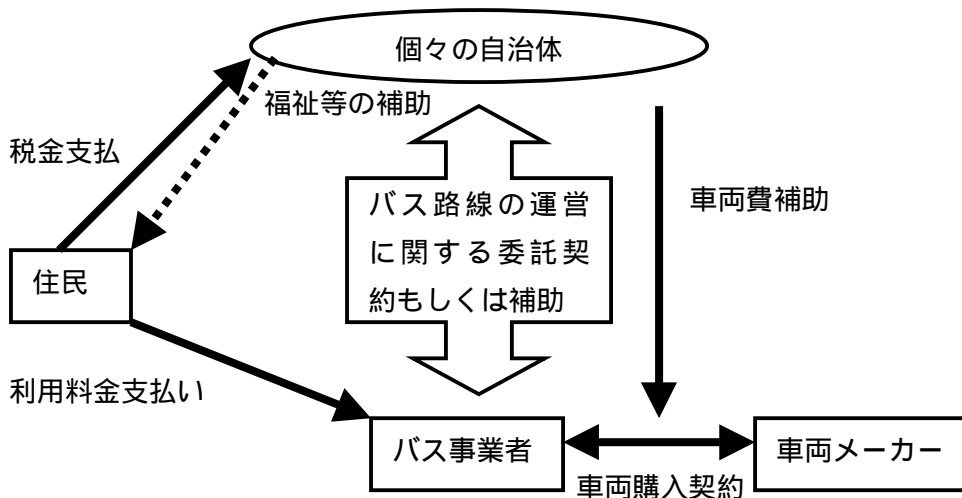 個々の自治体
福祉等の補助
税金支払
バス路線の運営
に関する委託契
約もしくは補助
車両費補助
住民
利用料金支払い
バス事業者
車両メーカー
車両購入契約